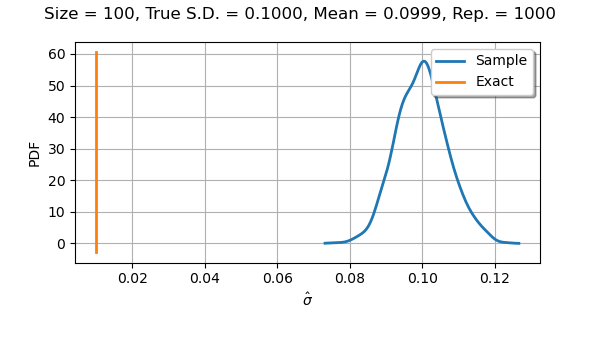 Size = 100, True S.D. = 0.1000, Mean = 0.0999, Rep. = 1000
Sample
Exact
60
50
40
30
20
10
0
PDF
0.02 0.04 0.06 0.08 0.10 0.12
σ̂